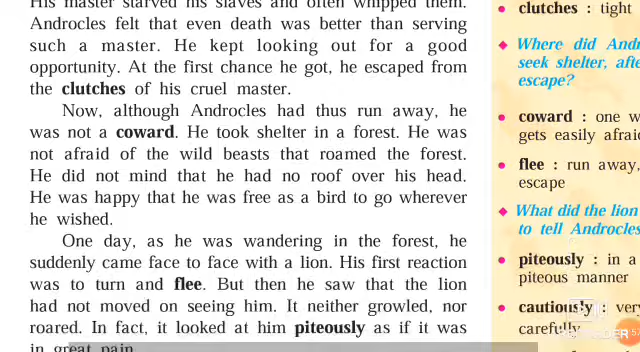 His master starved his slaves and often whipped them.
Androcles felt that even death was better than serving
such a master. He kept looking out for a good
opportunity. At the first chance he got, he escaped from
the clutches of his cruel master.
Now, although Androcles had thus run away, he
was not a coward. He took shelter in a forest. He was
not afraid of the wild beasts that roamed the forest.
He did not mind that he had no roof over his head.
He was happy that he was free as a bird to go wherever
he wished.
One day, as he was wandering in the forest, he
suddenly came face to face with a lion. His first reaction
was to turn and flee. But then he saw that the lion
had not moved on seeing him. It neither growled, nor
roared. In fact, it looked at him piteously as if it was
in great pain.
• clutches : tight
Where did
seek shelter,
escape?
• coward : one
gets easily
• flee : run away,
escape
What did the lion
to tell Androcles
• piteously : in a
piteous manner
• cautiously :
carefully